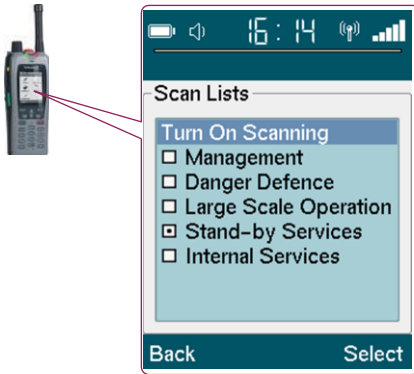 16:14
Scan Lists
Turn On Scanning
Management
Danger Defence
Large Scale Operation
Stand-by Services
Internal Services
Back Select